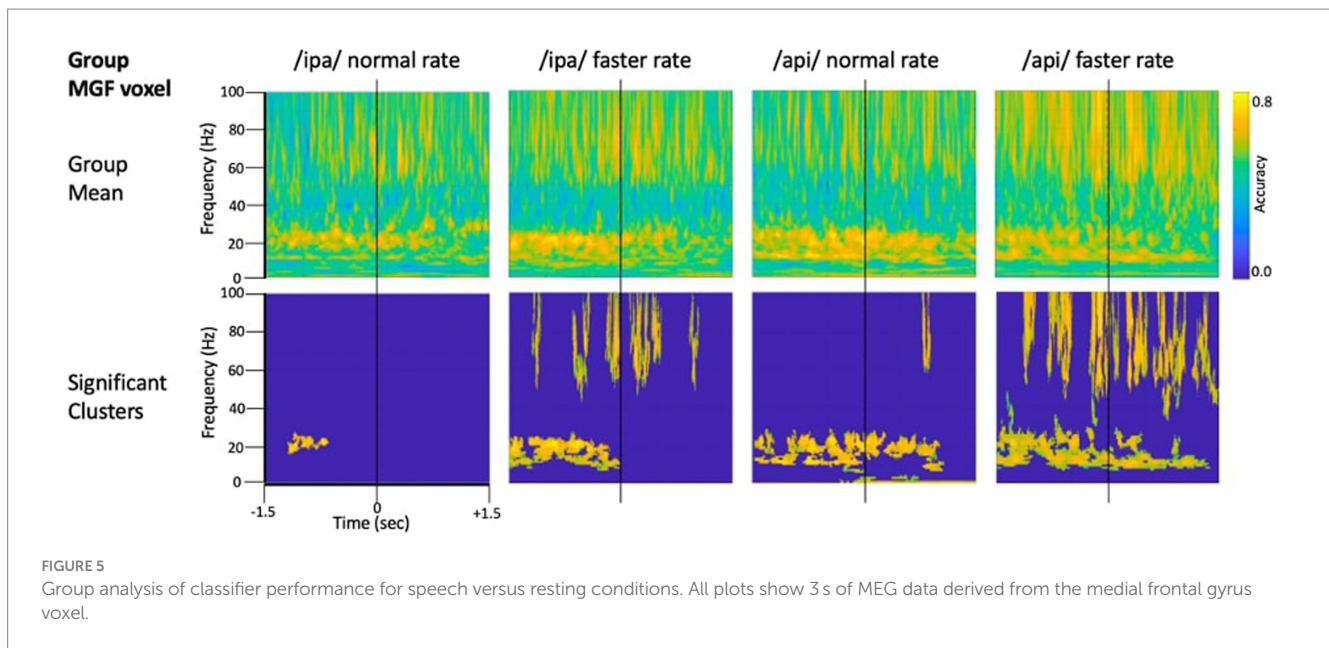 Group
MGF voxel
/ipa/ normal rate
/ipa/ faster rate
/api/ normal rate
/api/ faster rate
Group
Mean
Frequency (Hz)
100
80
60
40
20
0
0.8
Accuracy
0.0
Significant
Clusters
Frequency (Hz)
100
80
60
40
20
0
-1.5
0
+1.5
Time (sec)
FIGURE 5
Group analysis of classifier performance for speech versus resting conditions. All plots show 3 s of MEG data derived from the medial frontal gyrus
voxel.